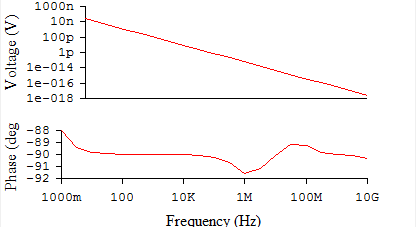 Voltage (V)
1000n
10n
100p
1p
1e-014
1e-016
1e-018
Phase (deg
-88
-89
-90
-91
-92
1000m
100
10K
1M
100M
10G
Frequency (Hz)